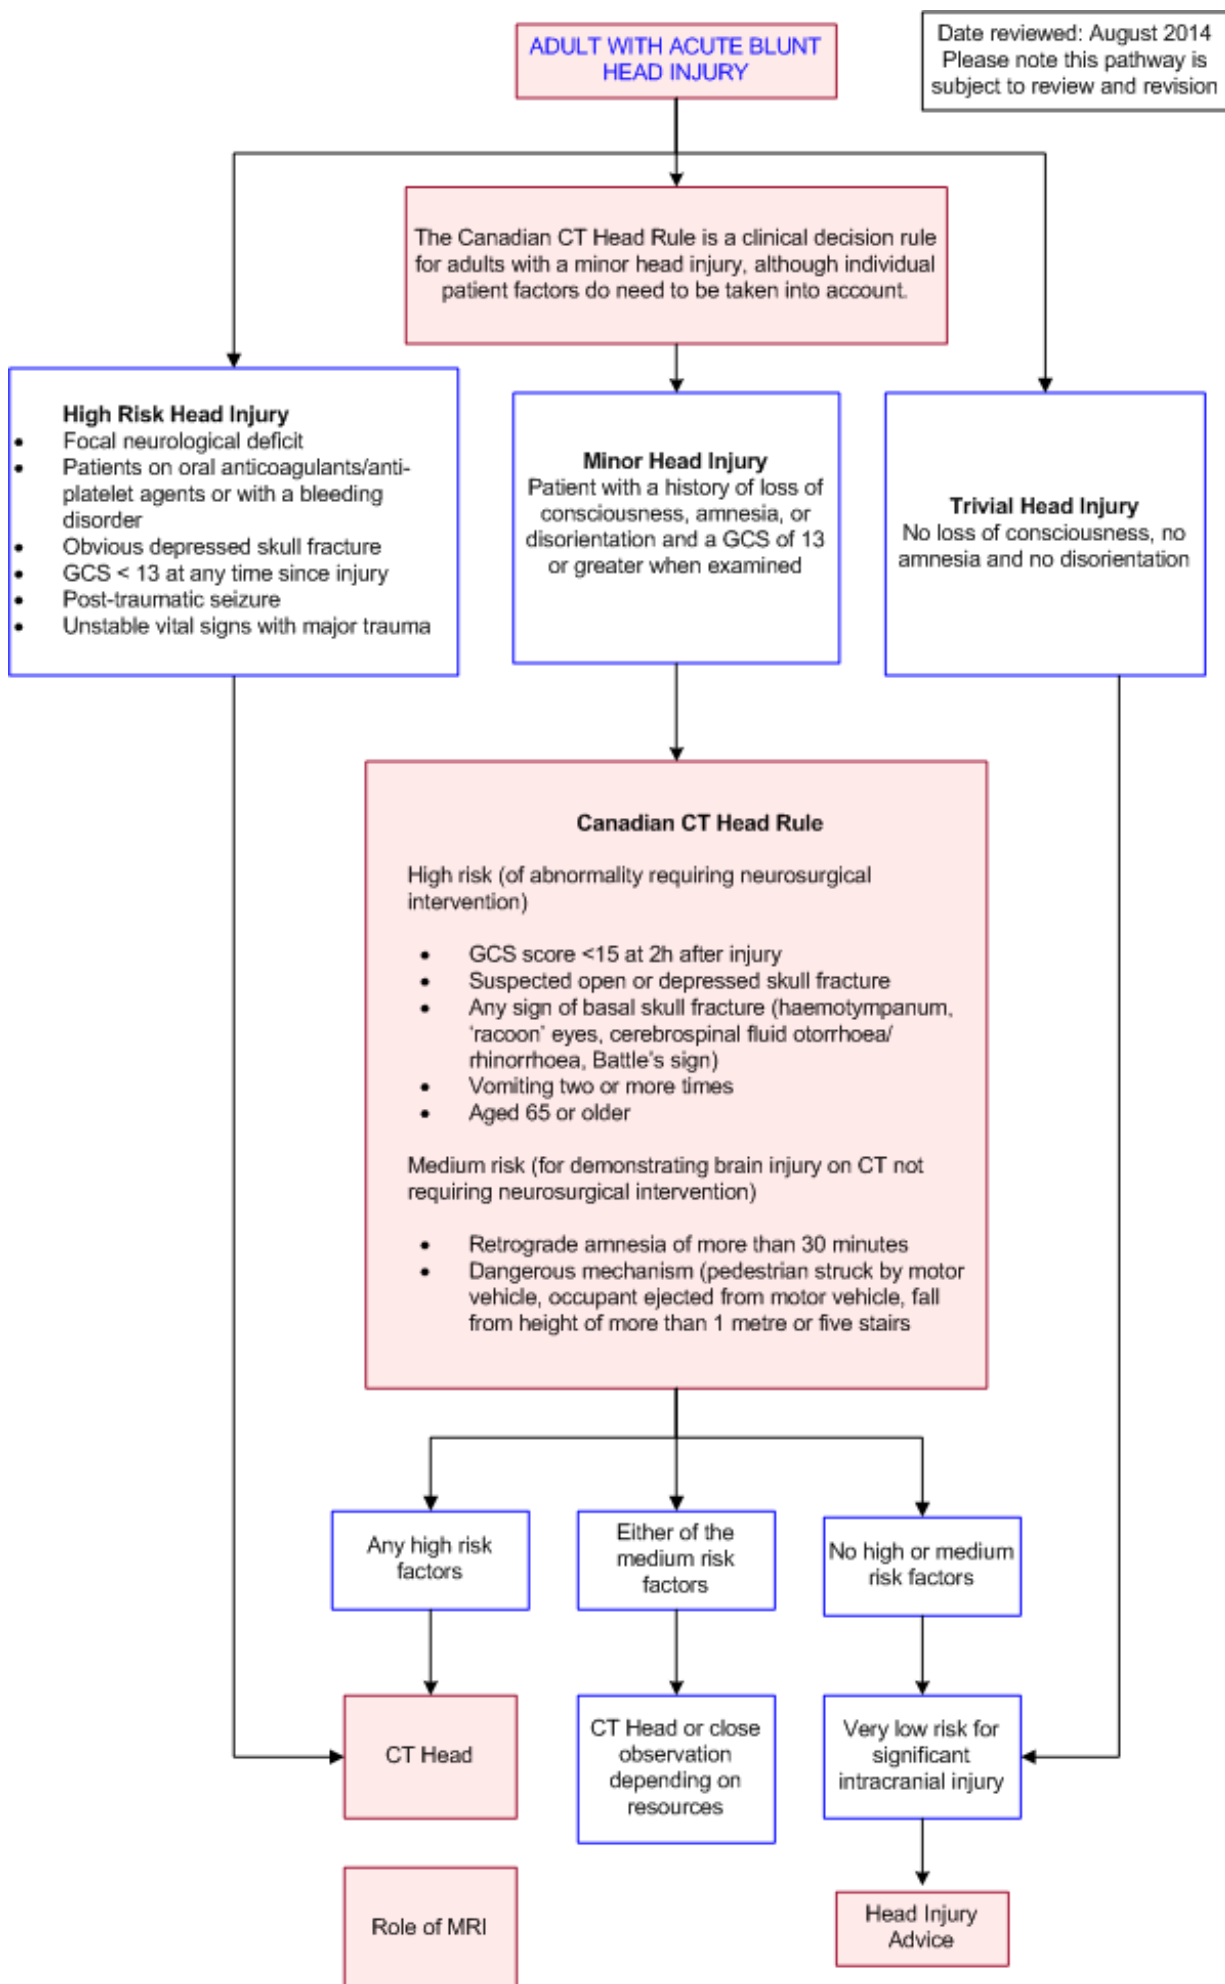 ADULT WITH ACUTE BLUNT
HEAD INJURY
Date reviewed: August 2014
Please note this pathway is
subject to review and revision
The Canadian CT Head Rule is a clinical decision rule
for adults with a minor head injury, although individual
patient factors do need to be taken into account.
High Risk Head Injury
• Focal neurological deficit
• Patients on oral anticoagulants/anti-
platelet agents or with a bleeding
disorder
• Obvious depressed skull fracture
• GCS < 13 at any time since injury
• Post-traumatic seizure
• Unstable vital signs with major trauma
Minor Head Injury
Patient with a history of loss of
consciousness, amnesia, or
disorientation and a GCS of 13
or greater when examined
Trivial Head Injury
No loss of consciousness, no
amnesia and no disorientation
Canadian CT Head Rule
High risk (of abnormality requiring neurosurgical
intervention)
• GCS score <15 at 2h after injury
• Suspected open or depressed skull fracture
• Any sign of basal skull fracture (haemotympanum,
‘racoon’ eyes, cerebrospinal fluid otorrhoea/
rhinorrhoea, Battle’s sign)
• Vomiting two or more times
• Aged 65 or older
Medium risk (for demonstrating brain injury on CT not
requiring neurosurgical intervention)
• Retrograde amnesia of more than 30 minutes
• Dangerous mechanism (pedestrian struck by motor
vehicle, occupant ejected from motor vehicle, fall
from height of more than 1 metre or five stairs
Any high risk
factors
Either of the
medium risk
factors
No high or medium
risk factors
CT Head
CT Head or close
observation
depending on
resources
Very low risk for
significant
intracranial injury
Role of MRI
Head Injury
Advice